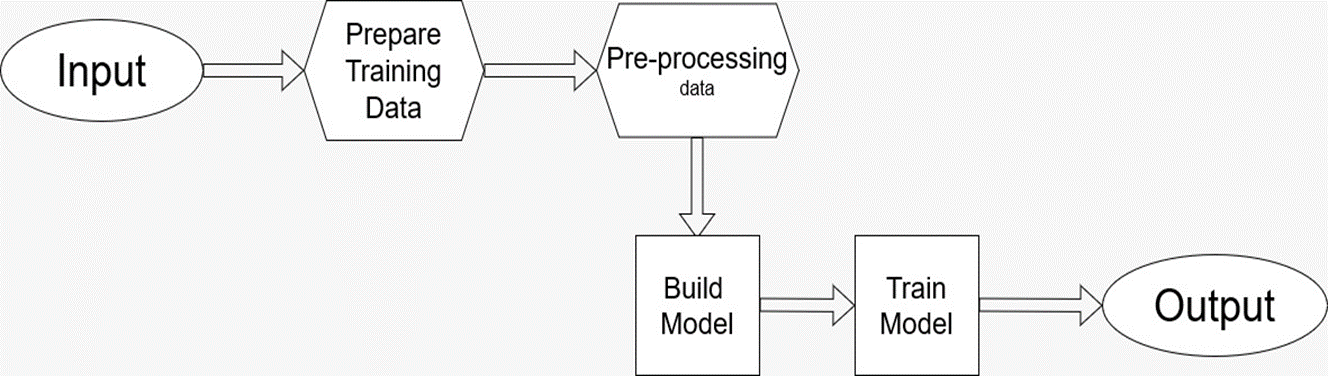 Input
Prepare
Training
Data
Pre-processing
data
Build
Model
Train
Model
Output